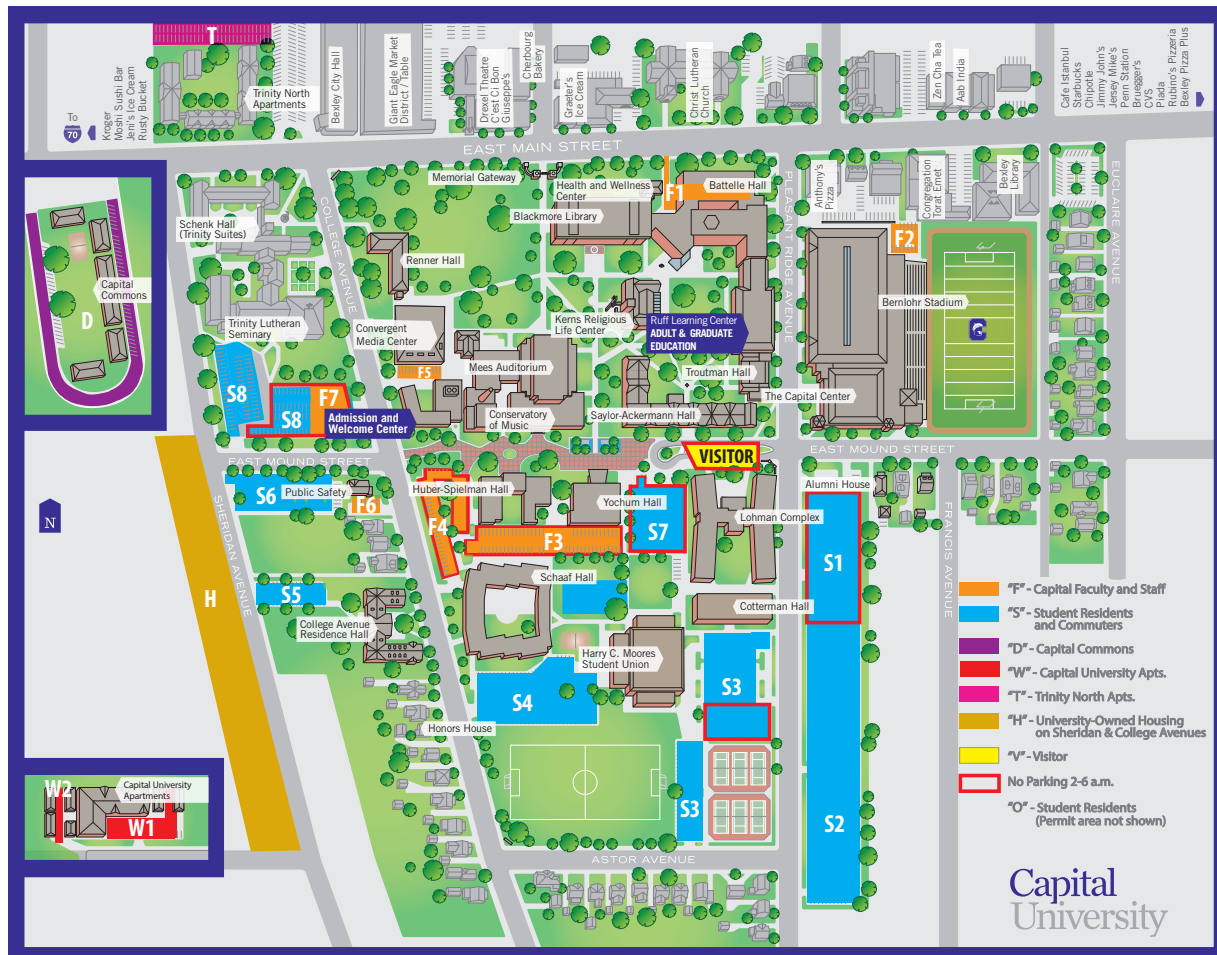 T
Trinity North
Apartments
To
70
Kroger
Moshi Sushi Bar
Jeni's Ice Cream
Rusty Bucket
Bexley City Hall
Giant Eagle Market
District / Table
Drexel Theatre
C'est Ci Bon
Giuseppe's
Cherbourg
Bakery
Graeter's
Ice Cream
Christ Lutheran
Church
Zen Cha Tea
Aab India
Cafe Istanbul
Starbucks
Chipotle
Jimmy John's
Jersey Mike's
Penn Station
Bruegger's
CVS
Piada
Rubino's Pizzeria
Bexley Pizza Plus
EAST MAIN STREET
Memorial Gateway
Health and Wellness
Center
F1
Battelle Hall
Blackmore Library
PLEASANT RIDGE AVENUE
Anthony's
Pizza
Congregation
Torat Emet
Bexley
Library
EUCLAIRE AVENUE
Schenk Hall
(Trinity Suites)
COLLEGE AVENUE
Renner Hall
F2
Capital
Commons
D
Bernlohr Stadium
Trinity Lutheran
Seminary
Convergent
Media Center
Kerns Religious
Life Center
Ruff Learning Center
ADULT & GRADUATE
EDUCATION
F5
Mees Auditorium
Troutman Hall
The Capital Center
S8
S8
F7
Admission and
Welcome Center
Conservatory
of Music
Saylor-Ackermann Hall
EAST MOUND STREET
VISITOR
EAST MOUND STREET
S6
Public Safety
F6
Huber-Spielman Hall
F4
Yochum Hall
S7
Lohman Complex
Alumni House
N
SHERIDAN AVENUE
F3
FRANCIS AVENUE
S1
H
S5
Schaaf Hall
College Avenue
Residence Hall
Cotterman Hall
Harry C. Moores
Student Union
S4
S3
Honors House
S3
S2
ASTOR AVENUE
W2
Capital University
Apartments
W1
"F" - Capital Faculty and Staff
"S" - Student Residents
and Commuters
"D" - Capital Commons
"W" - Capital University Apts.
"T" - Trinity North Apts.
"H" - University-Owned Housing
on Sheridan & College Avenues
"V" - Visitor
No Parking 2-6 a.m.
"O" - Student Residents
(Permit area not shown)
Capital
University